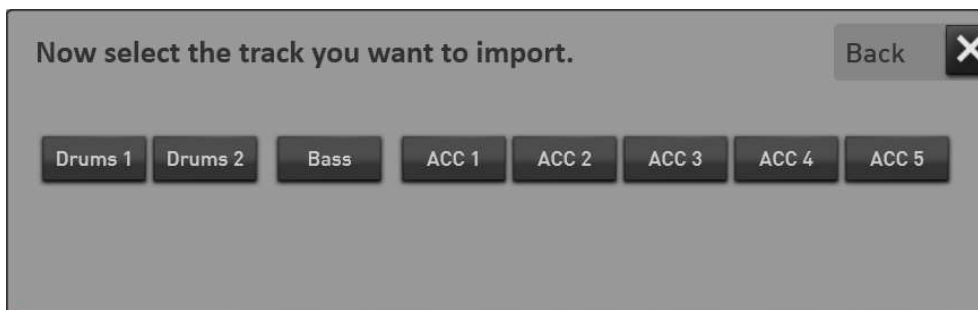 Now select the track you want to import.
Back
Drums 1 Drums 2 Bass ACC 1 ACC 2 ACC 3 ACC 4 ACC 5